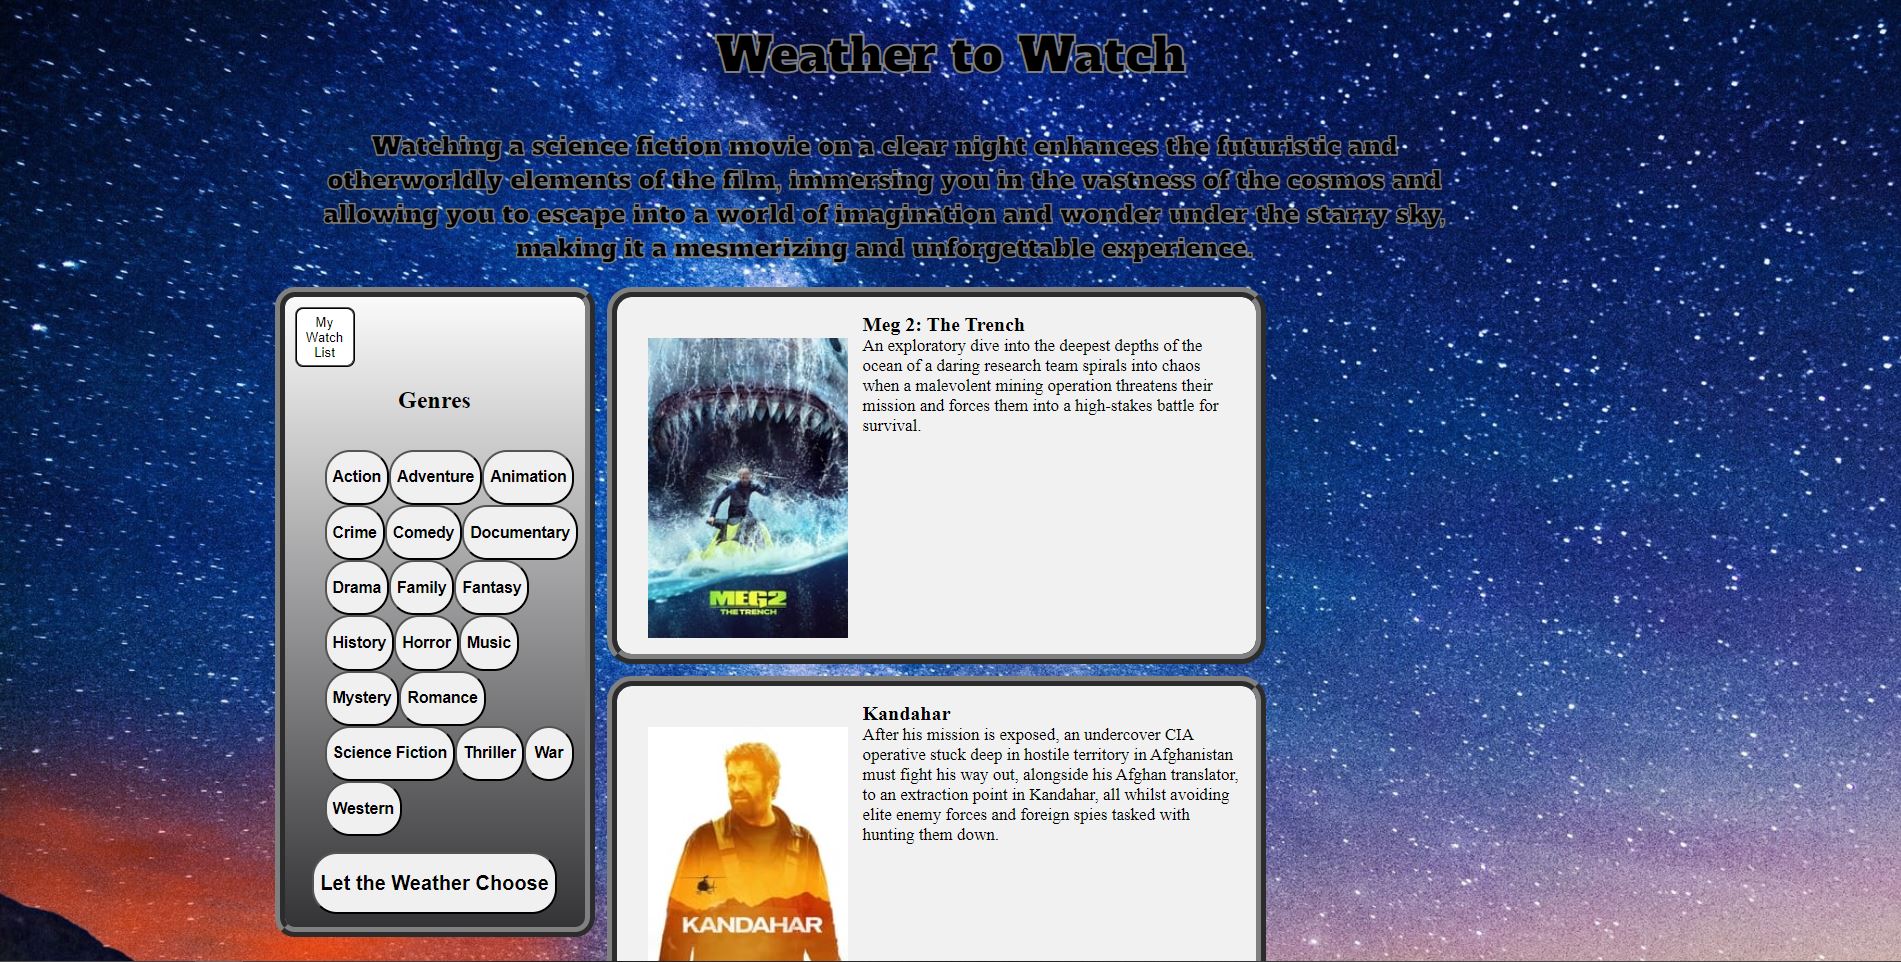 Weather to Watch
Watching a science fiction movie on a clear night enhances the futuristic and
otherworldly elements of the film, immersing you in the vastness of the cosmos and
allowing you to escape into a world of imagination and wonder under the starry sky,
making it a mesmerizing and unforgettable experience.
My
Watch
List
Genres
Action Adventure Animation
Crime Comedy Documentary
Drama Family Fantasy
History Horror Music
Mystery Romance
Science Fiction Thriller War
Western
Let the Weather Choose
Meg 2: The Trench
An exploratory dive into the deepest depths of the
ocean of a daring research team spirals into chaos
when a malevolent mining operation threatens their
mission and forces them into a high-stakes battle for
survival.
MEG2
THE TRENCH
Kandahar
After his mission is exposed, an undercover CIA
operative stuck deep in hostile territory in Afghanistan
must fight his way out, alongside his Afghan translator,
to an extraction point in Kandahar, all whilst avoiding
elite enemy forces and foreign spies tasked with
hunting them down.
KANDAHAR